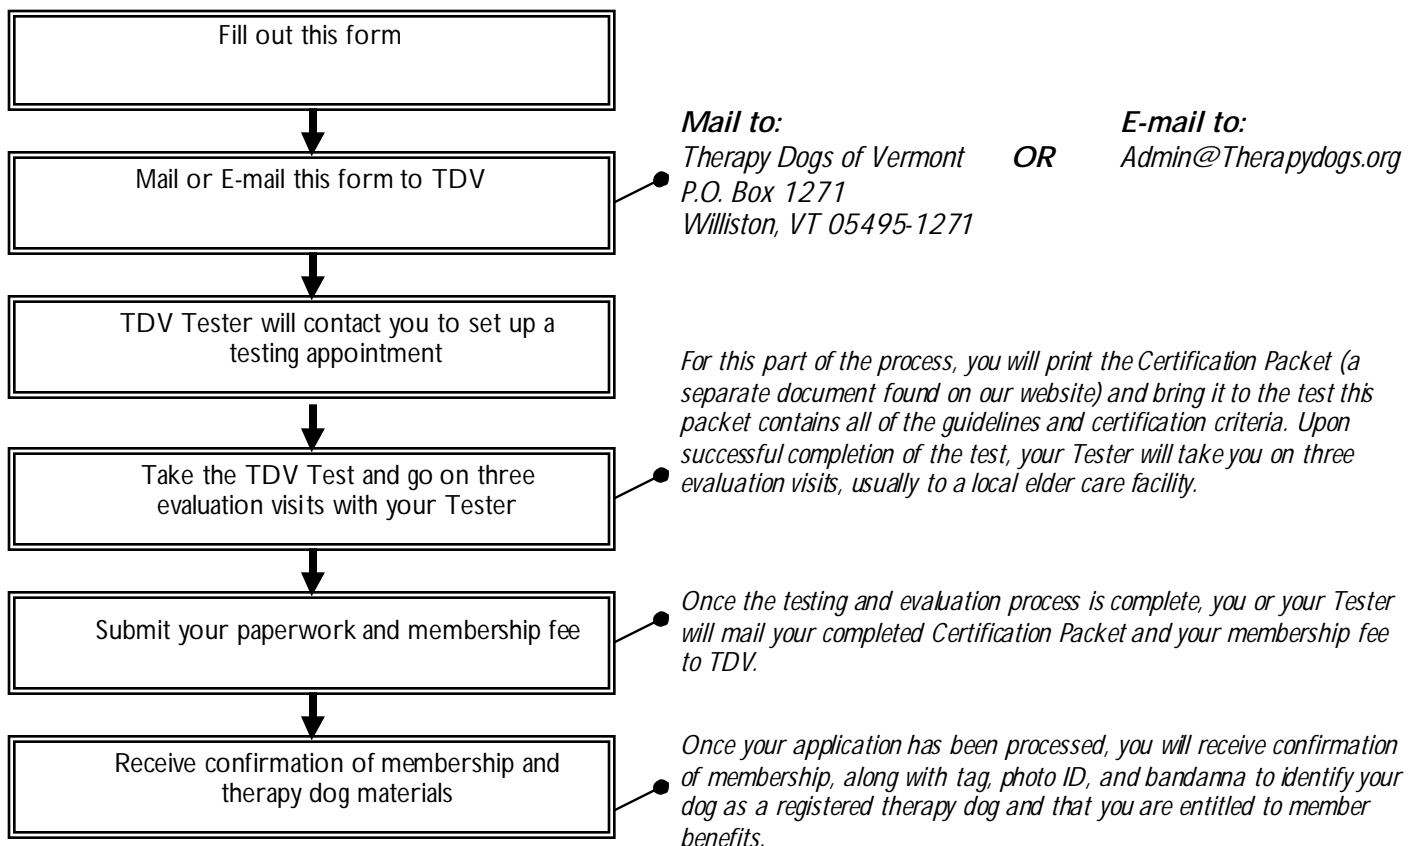 Fill out this form
Mail or E-mail this form to TDV
Mail to:
Therapy Dogs of Vermont
P.O. Box 1271
Williston, VT 05495-1271
OR
E-mail to:
Admin@Therapydogs.org
TDV Tester will contact you to set up a
testing appointment
Take the TDV Test and go on three
evaluation visits with your Tester
For this part of the process, you will print the Certification Packet (a
separate document found on our website) and bring it to the test this
packet contains all of the guidelines and certification criteria. Upon
successful completion of the test, your Tester will take you on three
evaluation visits, usually to a local elder care facility.
Submit your paperwork and membership fee
Once the testing and evaluation process is complete, you or your Tester
will mail your completed Certification Packet and your membership fee
to TDV.
Receive confirmation of membership and
therapy dog materials
Once your application has been processed, you will receive confirmation
of membership, along with tag, photo ID, and bandanna to identify your
dog as a registered therapy dog and that you are entitled to member
benefits.